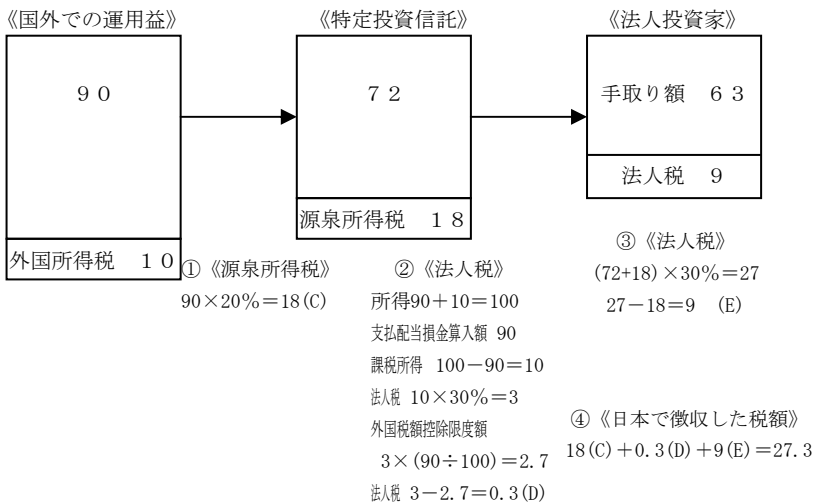 《国外での運用益》
《特定投資信託》
《法人投資家》
９０
７２
手取り額　６３
法人税　９
源泉所得税　１８
外国所得税　１０
①《源泉所得税》
90×20％＝18(C)
②《法人税》
所得90＋10＝100
支払配当損金算入額 90
課税所得 100－90＝10
法人税 10×30％＝3
外国税額控除限度額
3×(90÷100)＝2.7
法人税 3－2.7＝0.3(D)
③《法人税》
(72+18)×30％＝27
27－18＝9　(E)
④《日本で徴収した税額》
18(C)＋0.3(D)＋9(E)＝27.3